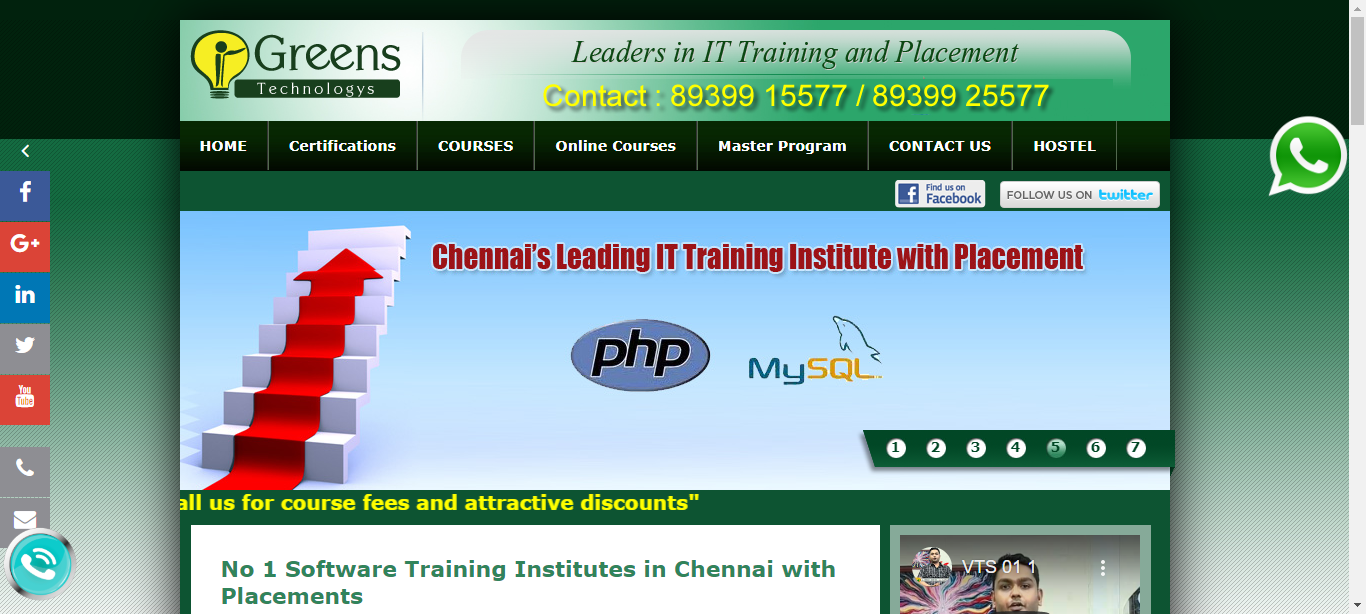 Greens
Technologys
Leaders in IT Training and Placement
Contact : 89399 15577 / 89399 25577
HOME Certifications COURSES Online Courses Master Program CONTACT US HOSTEL
Find us on
Facebook
FOLLOW US ON twitter
f
G+
in
You
Tube
Chennai's Leading IT Training Institute with Placement
php
MySQL
1 2 3 4 5 6 7
all us for course fees and attractive discounts"
No 1 Software Training Institutes in Chennai with
Placements
VTS 01 1